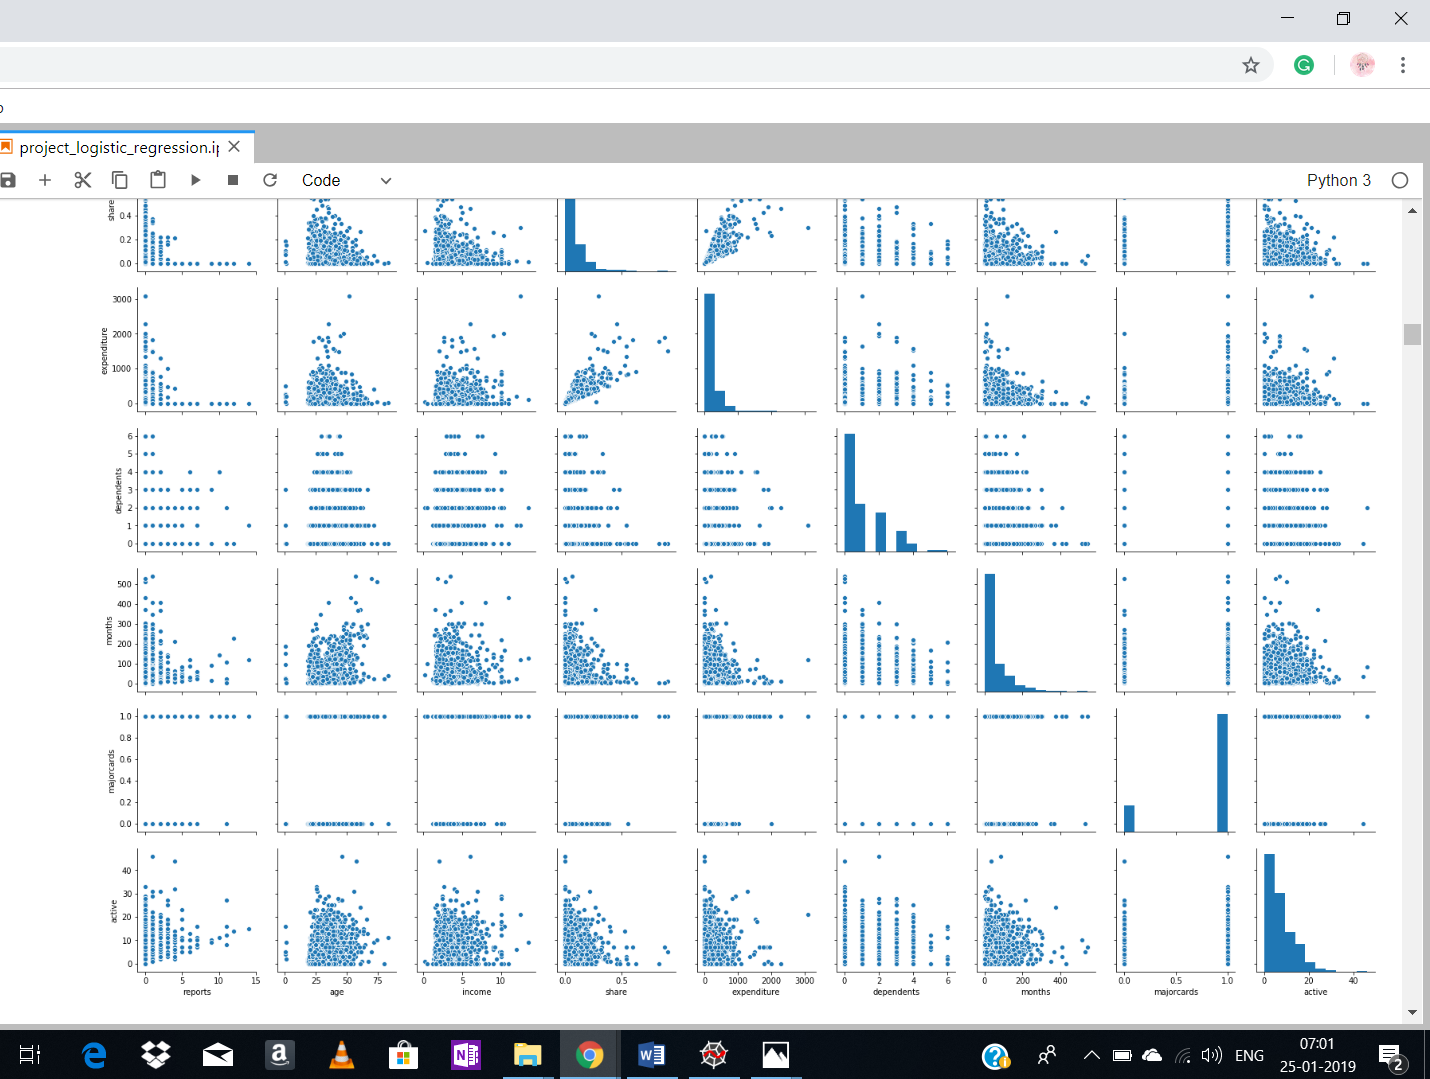 project_logistic_regression.ip
Code
Python 3
share
0.4
0.2
0.0
expenditure
3000
2000
1000
0
dependents
6
5
4
3
2
1
0
months
500
400
300
200
100
0
majorcards
1.0
0.8
0.6
0.4
0.2
0.0
active
40
30
20
10
0
0 5 10 15
25 50 75
0 5 10
0.0 0.5
0 1000 2000 3000
0 2 4 6
0 200 400
0.0 0.5 1.0
0 20 40
reports age income share expenditure dependents months majorcards active
ENG
07:01
25-01-2019
2